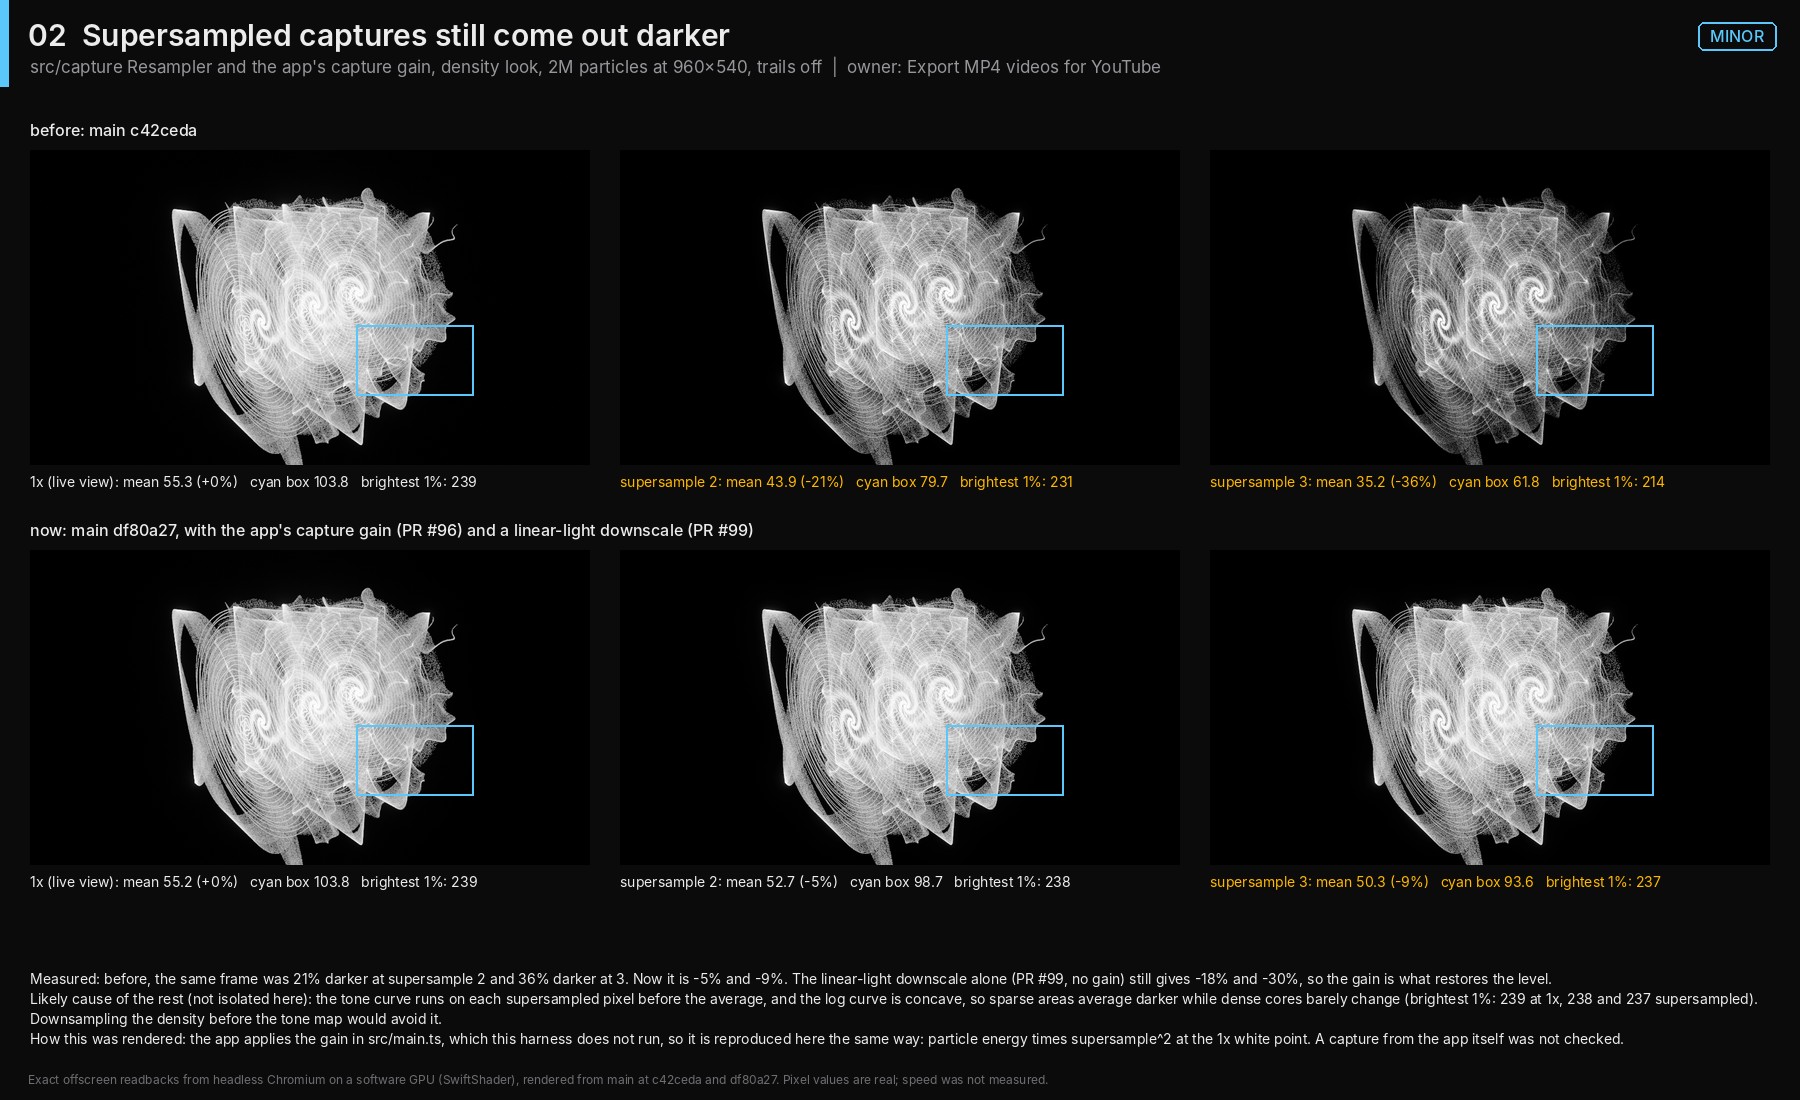 02 Supersampled captures still come out darker
MINOR
src/capture Resampler and the app's capture gain, density look, 2M particles at 960×540, trails off | owner: Export MP4 videos for YouTube
before: main c42ceda
1x (live view): mean 55.3 (+0%) cyan box 103.8 brightest 1%: 239
supersample 2: mean 43.9 (-21%) cyan box 79.7 brightest 1%: 231
supersample 3: mean 35.2 (-36%) cyan box 61.8 brightest 1%: 214
now: main df80a27, with the app's capture gain (PR #96) and a linear-light downscale (PR #99)
1x (live view): mean 55.2 (+0%) cyan box 103.8 brightest 1%: 239
supersample 2: mean 52.7 (-5%) cyan box 98.7 brightest 1%: 238
supersample 3: mean 50.3 (-9%) cyan box 93.6 brightest 1%: 237
Measured: before, the same frame was 21% darker at supersample 2 and 36% darker at 3. Now it is -5% and -9%. The linear-light downscale alone (PR #99, no gain) still gives -18% and -30%, so the gain is what restores the level.
Likely cause of the rest (not isolated here): the tone curve runs on each supersampled pixel before the average, and the log curve is concave, so sparse areas average darker while dense cores barely change (brightest 1%: 239 at 1x, 238 and 237 supersampled).
Downsampling the density before the tone map would avoid it.
How this was rendered: the app applies the gain in src/main.ts, which this harness does not run, so it is reproduced here the same way: particle energy times supersample^2 at the 1x white point. A capture from the app itself was not checked.
Exact offscreen readbacks from headless Chromium on a software GPU (SwiftShader), rendered from main at c42ceda and df80a27. Pixel values are real; speed was not measured.